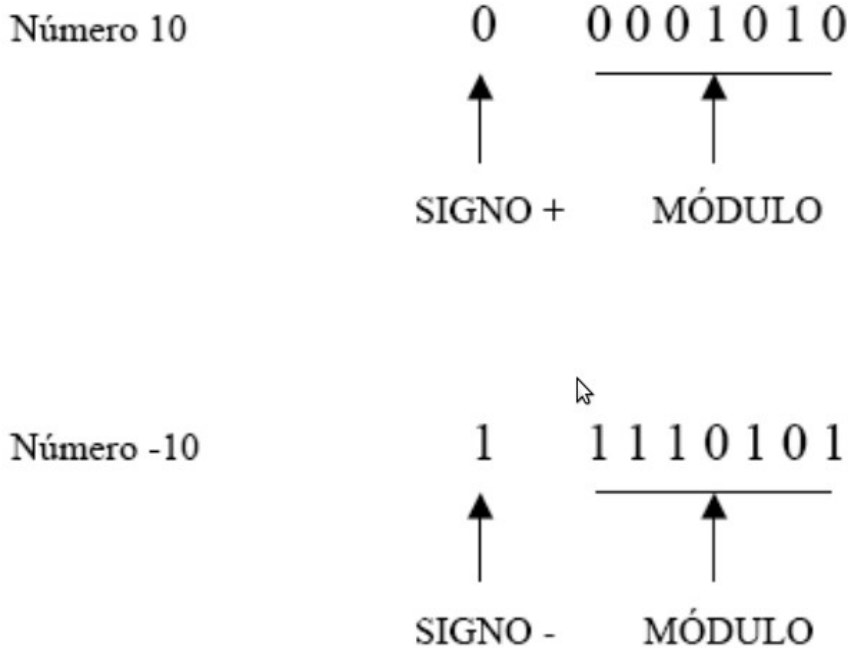 Número 10 0 0 0 0 1 0 1 0
SIGNO + MÓDULO
Número -10 1 1 1 1 0 1 0 1
SIGNO - MÓDULO